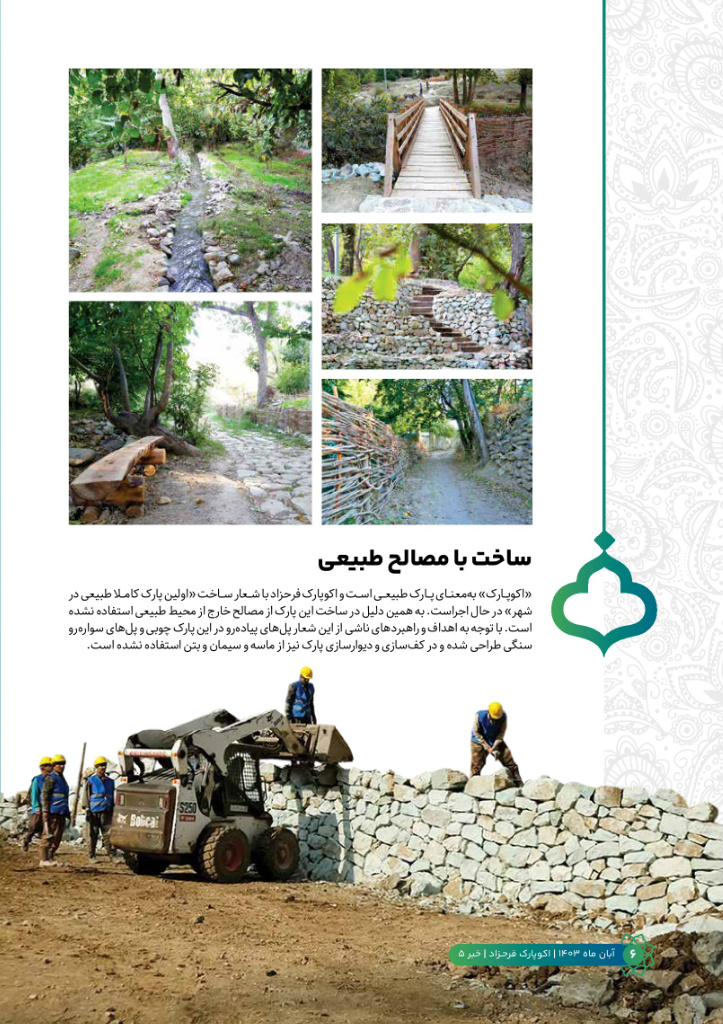 ساخت با مصالح طبیعی
«اکوپارک» به‌معنای پارک طبیعی است و اکوپارک فرحزاد با شعار ساخت «اولین پارک کاملا طبیعی در
شهر» در حال اجراست. به همین دلیل در ساخت این پارک از مصالح خارج از محیط طبیعی استفاده نشده
است. با توجه به اهداف و راهبردهای ناشی از این شعار پل‌های پیاده‌رو در این پارک چوبی و پل‌های سواره‌رو
سنگی طراحی شده و در کف‌سازی و دیوارسازی پارک نیز از ماسه و سیمان و بتن استفاده نشده است.
S250
Bobcat
۶ آبان ماه ۱۴۰۳ | اکوپارک فرحزاد | خبر ۵